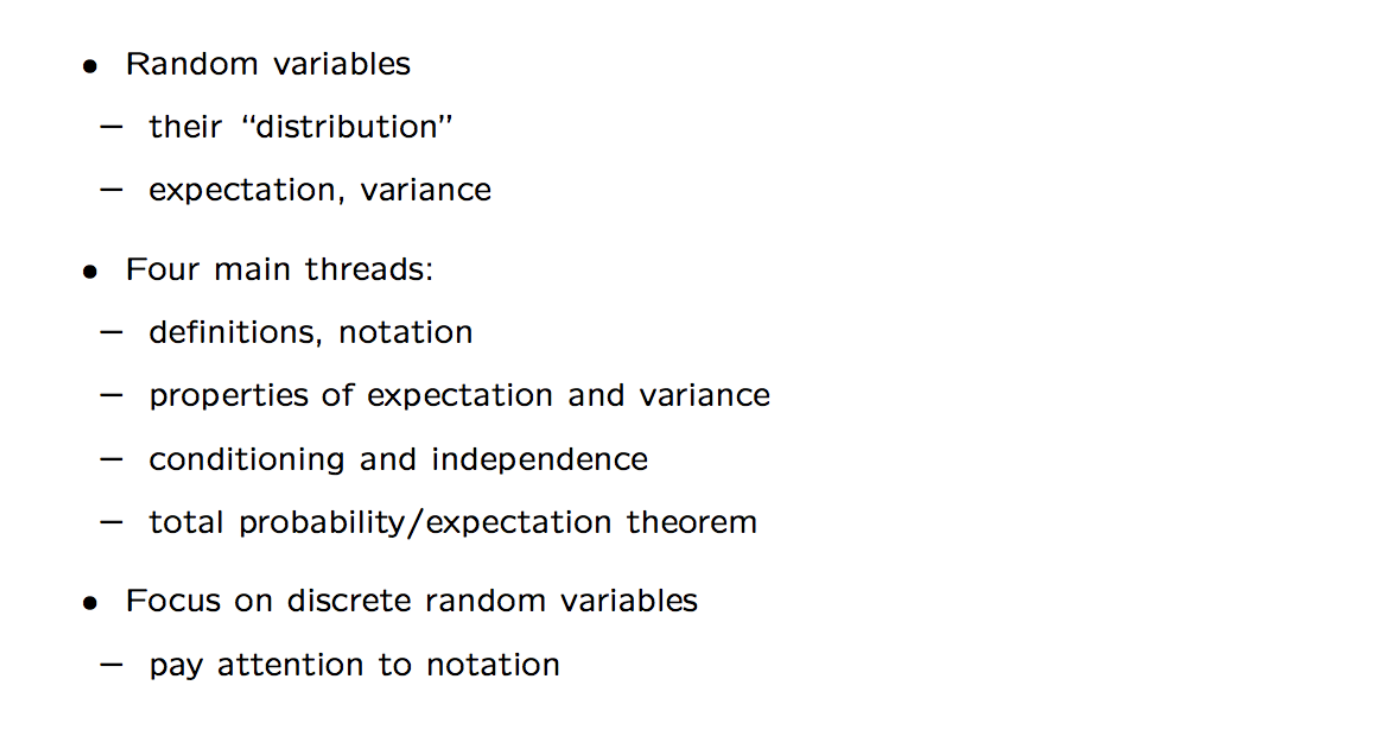 • Random variables
– their “distribution”
– expectation, variance
• Four main threads:
– definitions, notation
– properties of expectation and variance
– conditioning and independence
– total probability/expectation theorem
• Focus on discrete random variables
– pay attention to notation